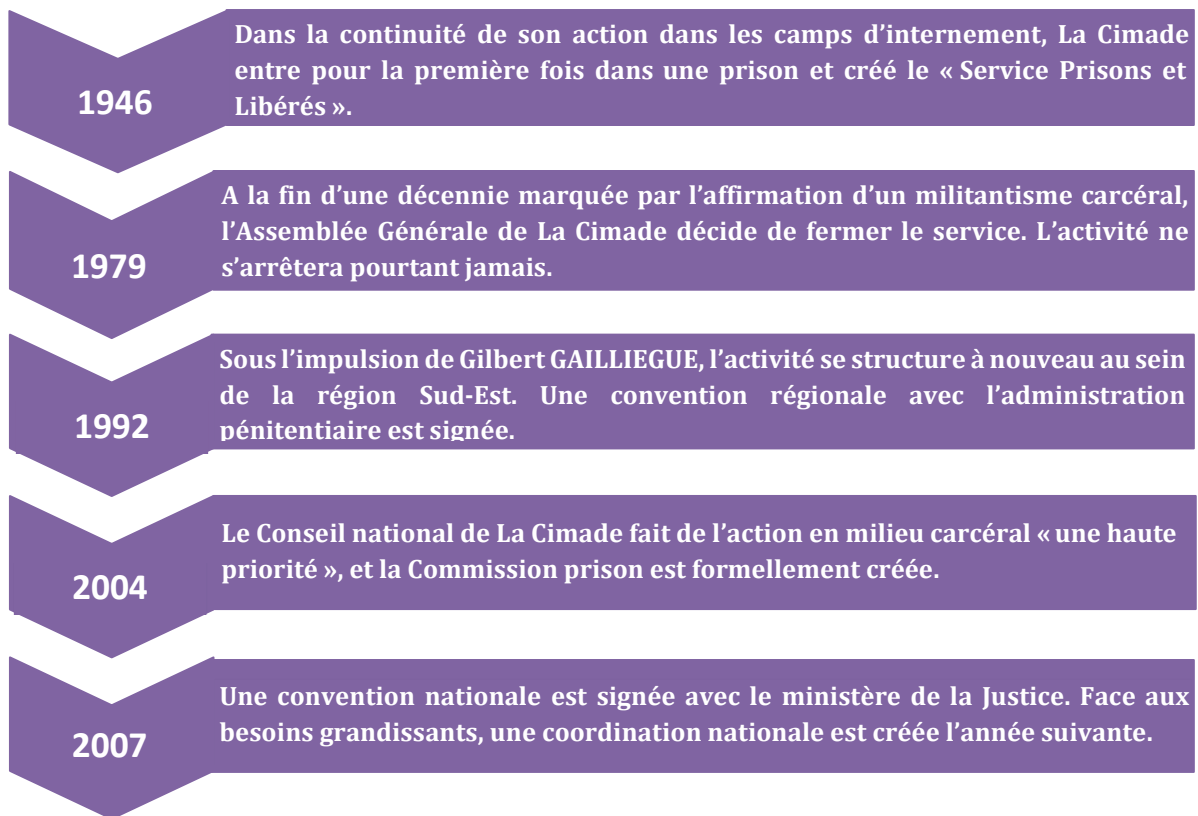 1946
Dans la continuité de son action dans les camps d’internement, La Cimade
entre pour la première fois dans une prison et créé le « Service Prisons et
Libérés ».
1979
A la fin d’une décennie marquée par l’affirmation d’un militantisme carcéral,
l’Assemblée Générale de La Cimade décide de fermer le service. L’activité ne
s’arrêtera pourtant jamais.
1992
Sous l’impulsion de Gilbert GAILLIEGUE, l’activité se structure à nouveau au sein
de la région Sud-Est. Une convention régionale avec l’administration
pénitentiaire est signée.
2004
Le Conseil national de La Cimade fait de l’action en milieu carcéral « une haute
priorité », et la Commission prison est formellement créée.
2007
Une convention nationale est signée avec le ministère de la Justice. Face aux
besoins grandissants, une coordination nationale est créée l’année suivante.